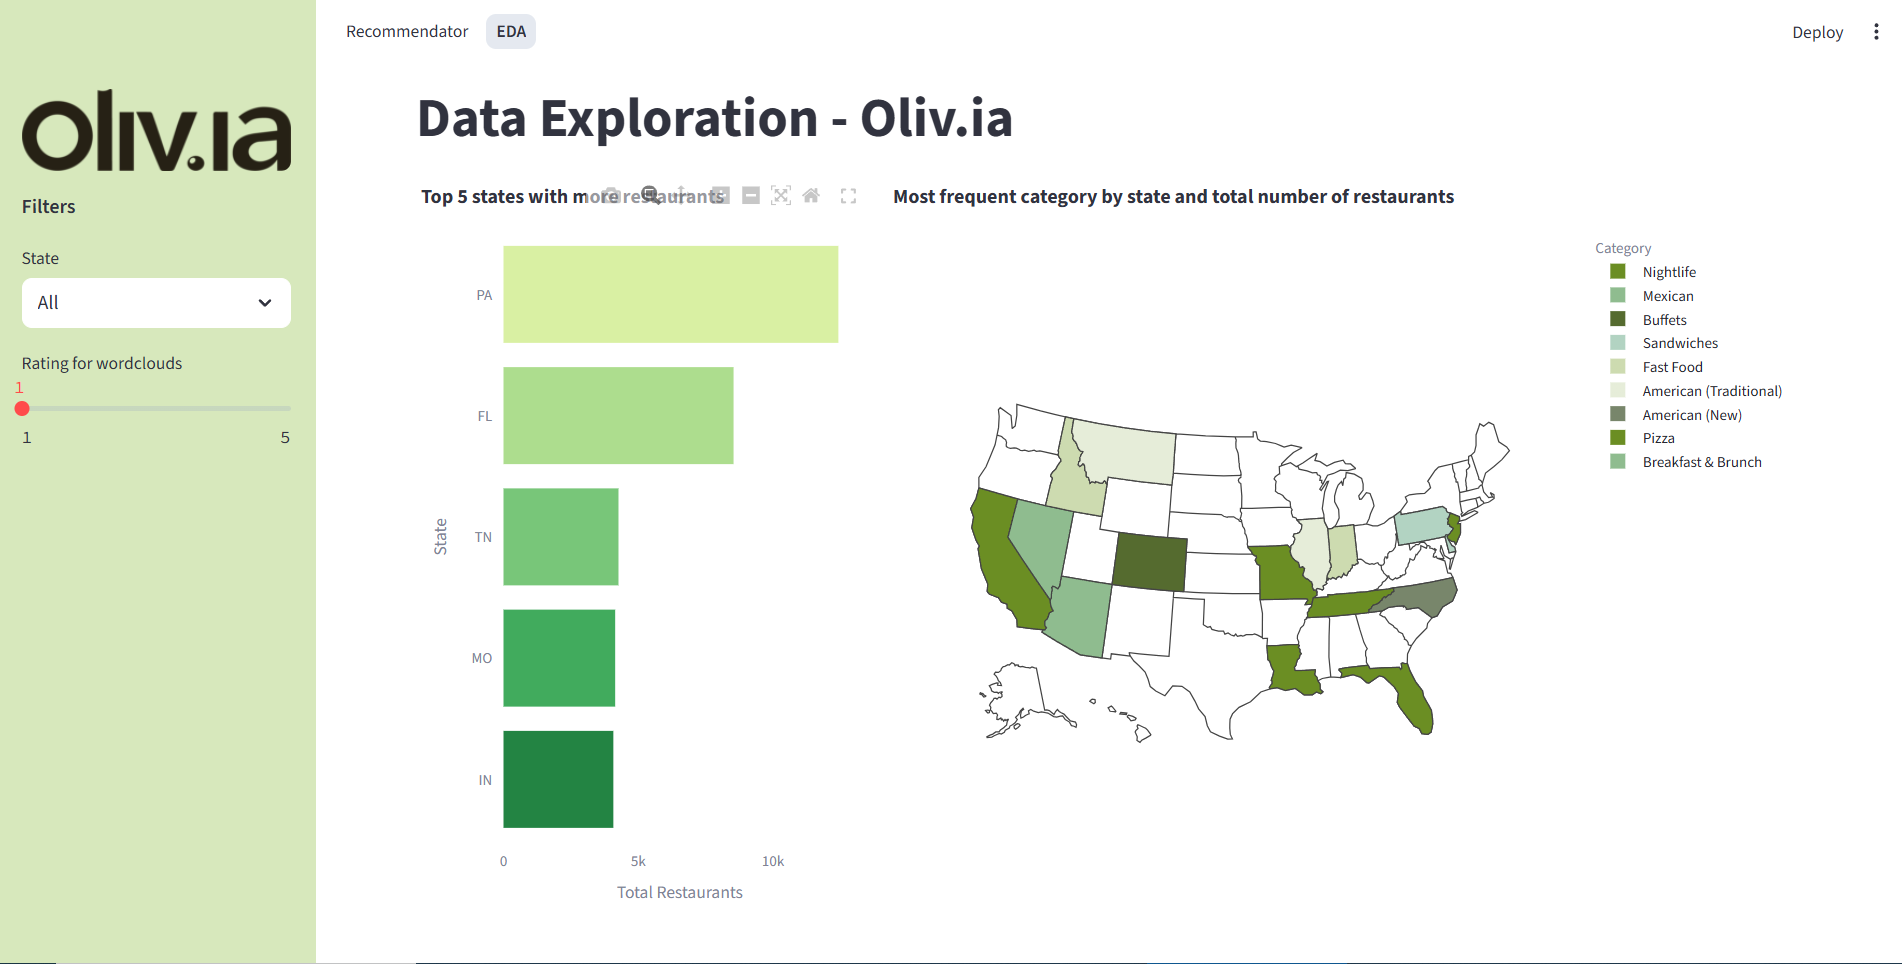 Recommendator
EDA
Deploy
oliv.ia
Filters
State
All
Rating for wordclouds
1
1
5
Data Exploration - Oliv.ia
Top 5 states with more restaurants
State
PA
FL
TN
MO
IN
0
5k
10k
Total Restaurants
Most frequent category by state and total number of restaurants
Category
Nightlife
Mexican
Buffets
Sandwiches
Fast Food
American (Traditional)
American (New)
Pizza
Breakfast & Brunch